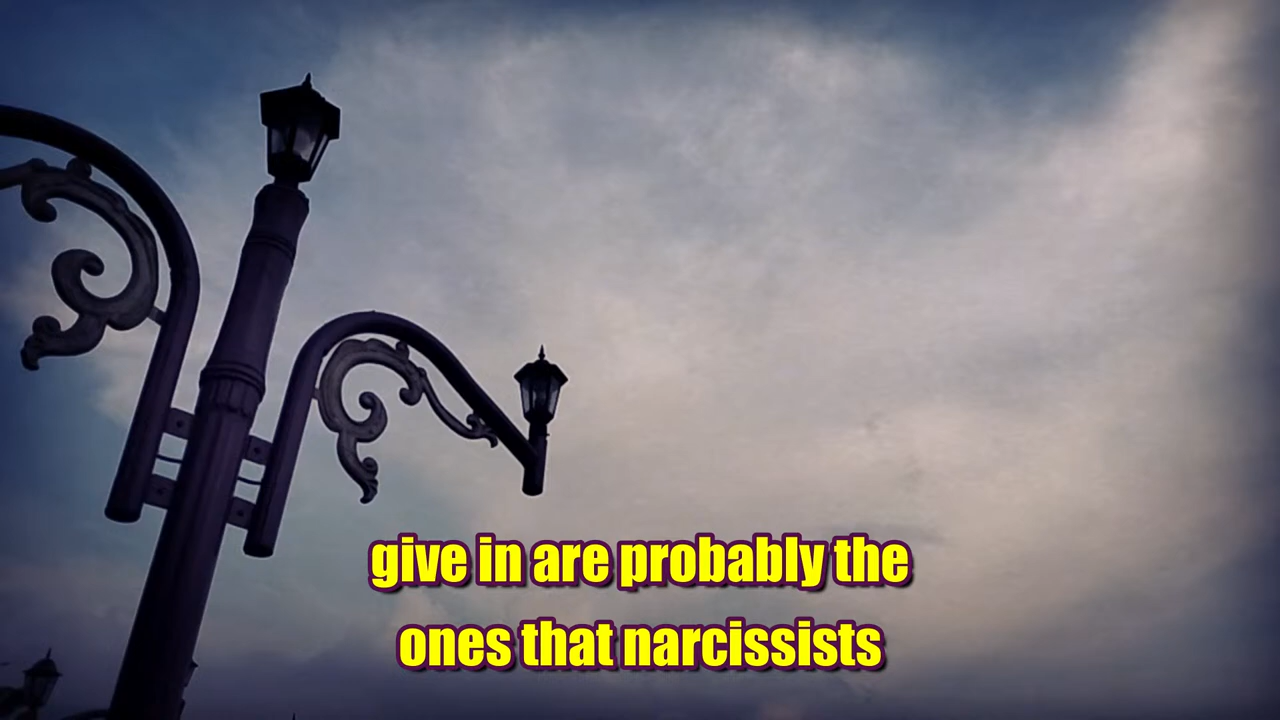 give in are probably the
ones that narcissists